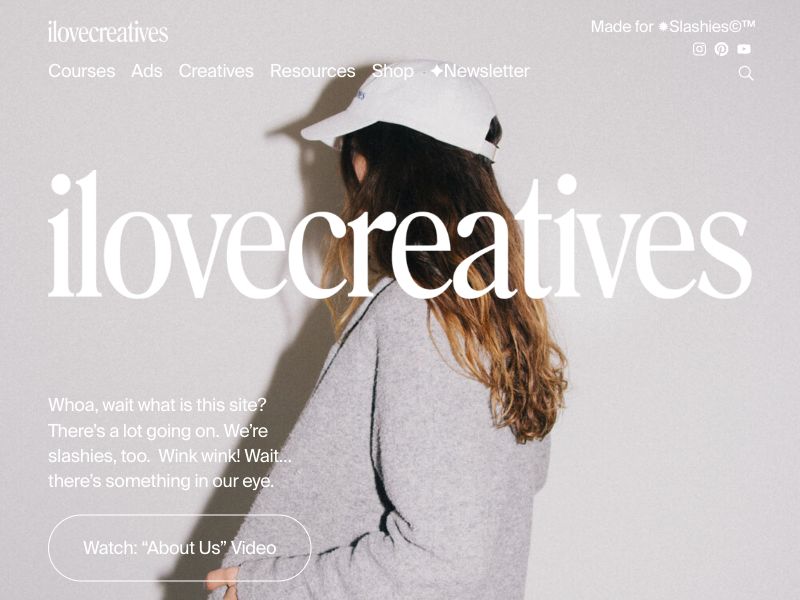 ilovecreatives
Made for ✹Slashies©™
Courses Ads Creatives Resources Shop ✦Newsletter
ilovecreatives
Whoa, wait what is this site?
There's a lot going on. We're
slashies, too.  Wink wink! Wait...
there's something in our eye.
Watch: “About Us” Video